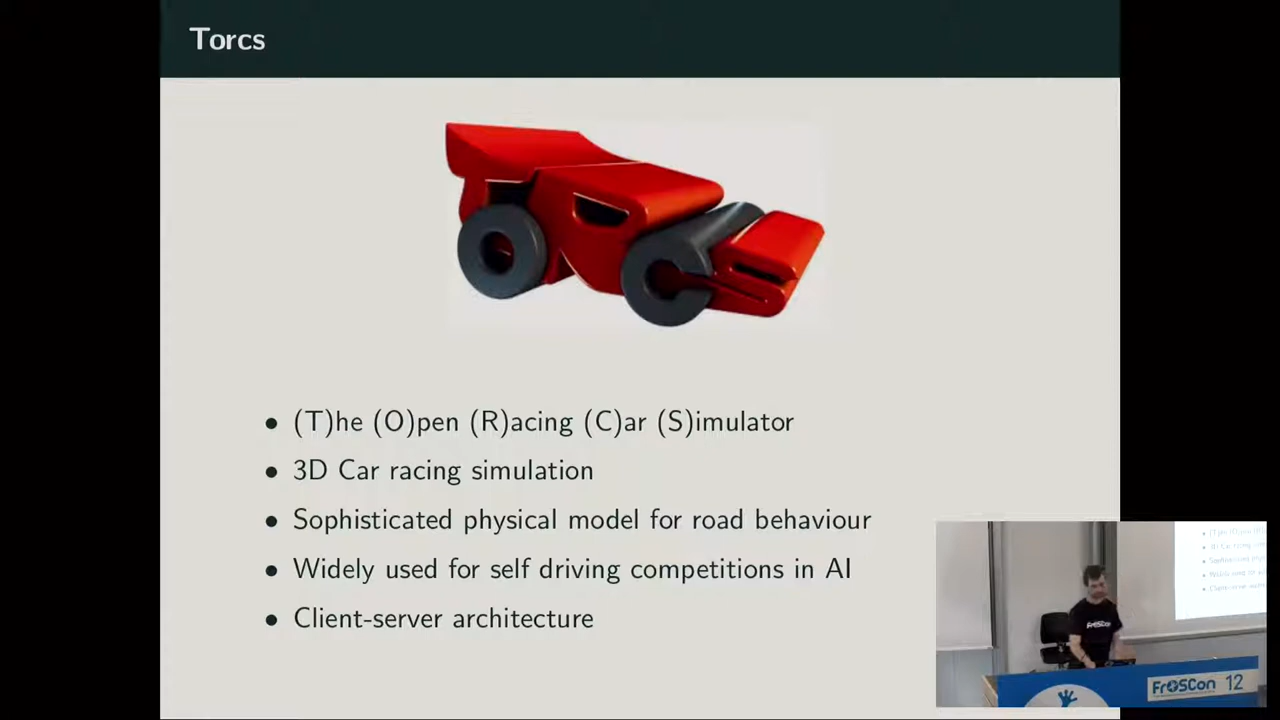 Torcs
• (T)he (O)pen (R)acing (C)ar (S)imulator
• 3D Car racing simulation
• Sophisticated physical model for road behaviour
• Widely used for self driving competitions in AI
• Client-server architecture
FrOSCon
FrOSCon 12